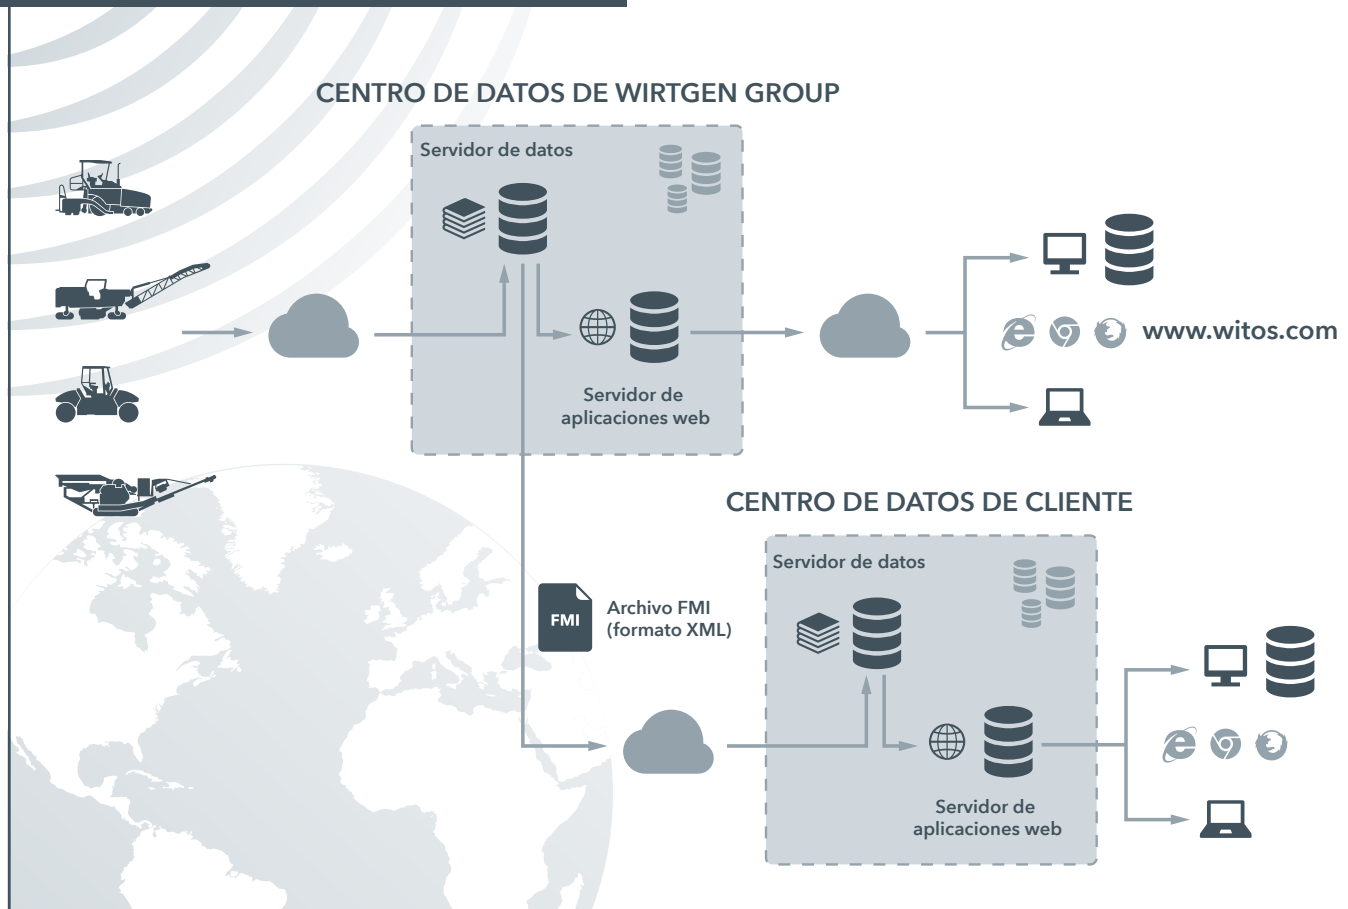 CENTRO DE DATOS DE WIRTGEN GROUP
Servidor de datos
Servidor de
aplicaciones web
www.witos.com
CENTRO DE DATOS DE CLIENTE
Servidor de datos
FMI
Archivo FMI
(formato XML)
Servidor de
aplicaciones web